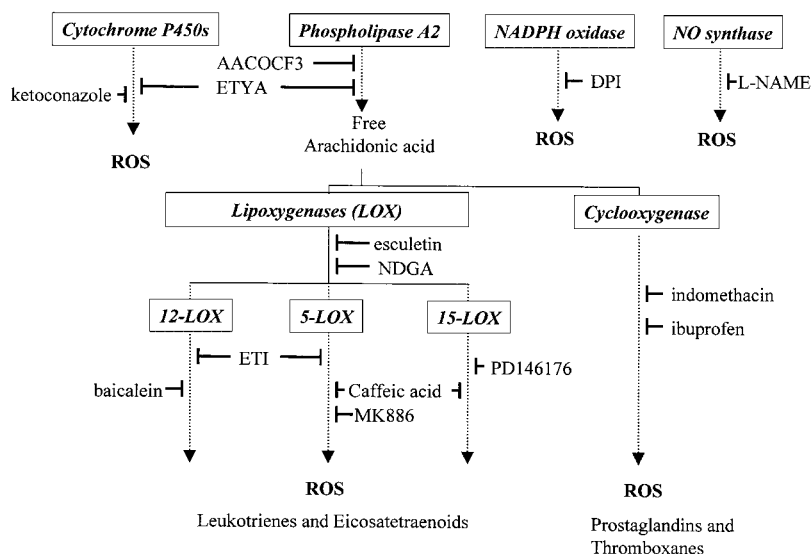 Cytochrome P450s
Phospholipase A2
NADPH oxidase
NO synthase
AACOCF3
ketoconazole
ETYA
DPI
L-NAME
ROS
Free
Arachidonic acid
ROS
ROS
Lipoxygenases (LOX)
Cyclooxygenase
esculetin
NDGA
indomethacin
ibuprofen
12-LOX
5-LOX
15-LOX
ETI
PD146176
baicalein
Caffeic acid
MK886
ROS
ROS
Leukotrienes and Eicosatetraenoids
Prostaglandins and
Thromboxanes